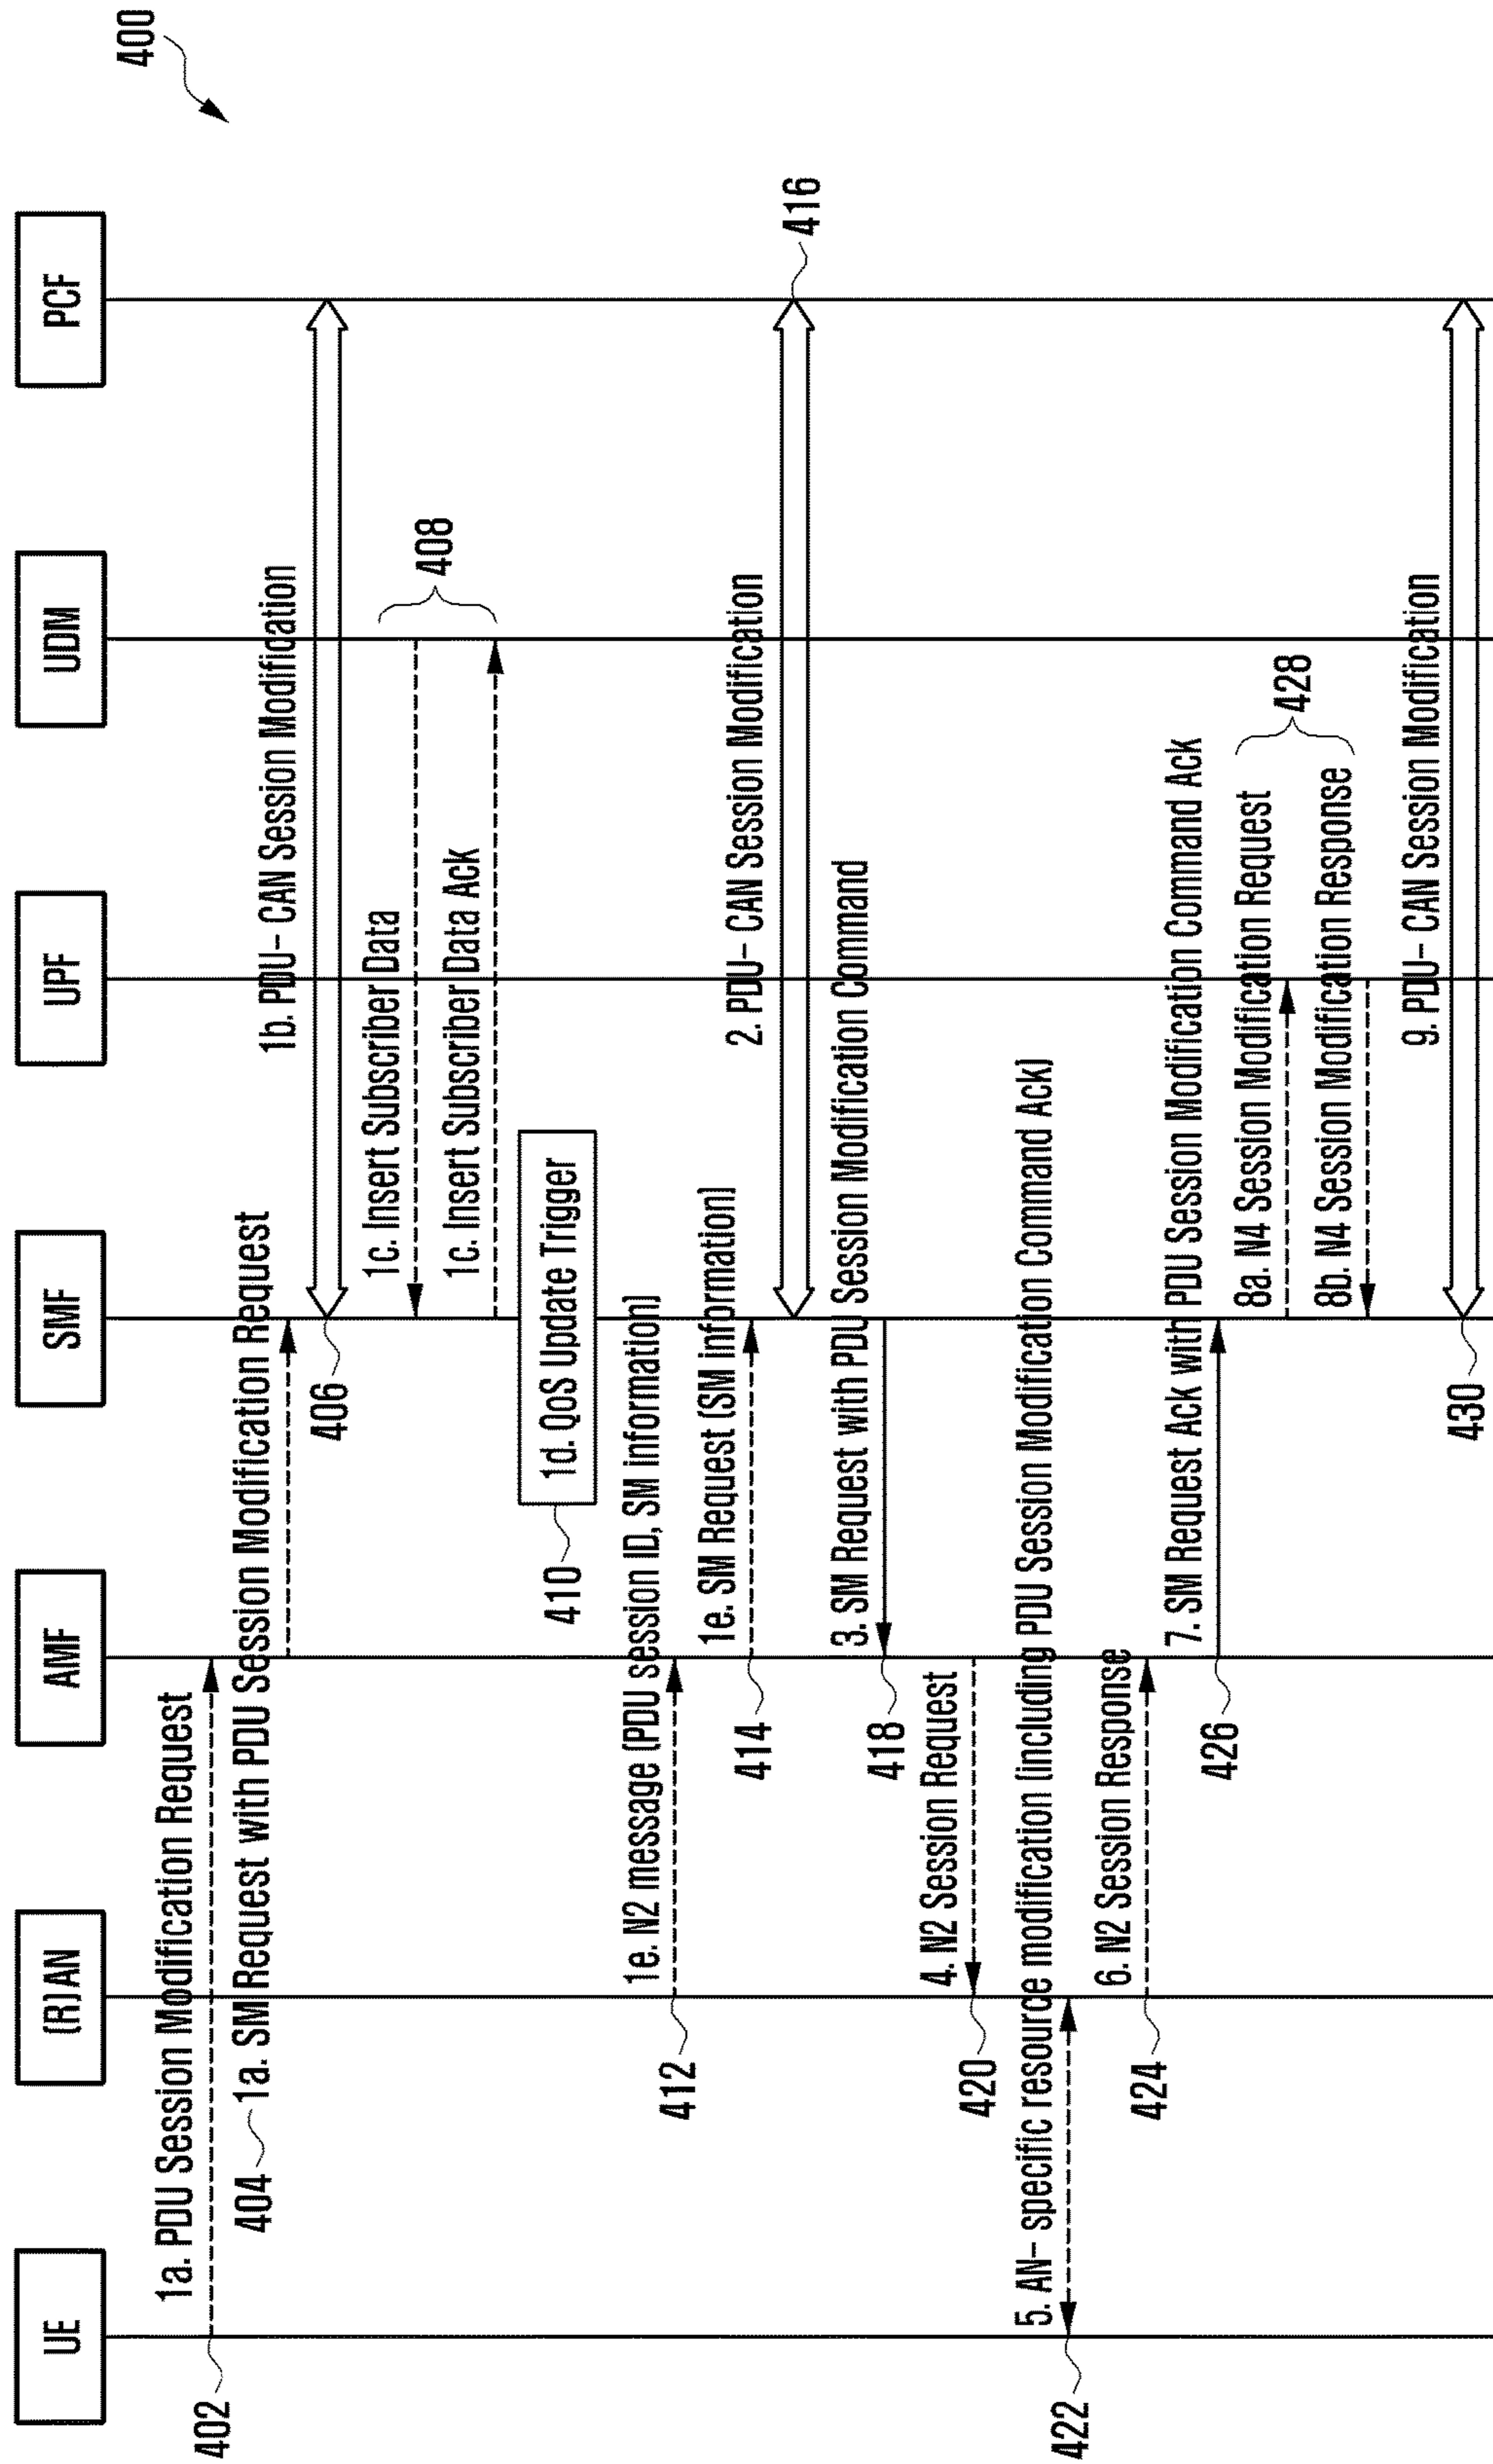 400
UE
(R)AN
AMF
SMF
UPF
UDM
PCF
1a. PDU Session Modification Request
402
404
1a. SM Request with PDU Session Modification Request
1b. PDU- CAN Session Modification
406
1c. Insert Subscriber Data
1c. Insert Subscriber Data Ack
408
1d. QoS Update Trigger
410
1e. N2 message (PDU session ID, SM information)
412
1e. SM Request (SM information)
414
2. PDU- CAN Session Modification
416
3. SM Request with PDU Session Modification Command
418
4. N2 Session Request
420
5. AN- specific resource modification (including PDU Session Modification Command Ack)
422
6. N2 Session Response
424
7. SM Request Ack with PDU Session Modification Command Ack
426
8a. N4 Session Modification Request
8b. N4 Session Modification Response
428
9. PDU- CAN Session Modification
430